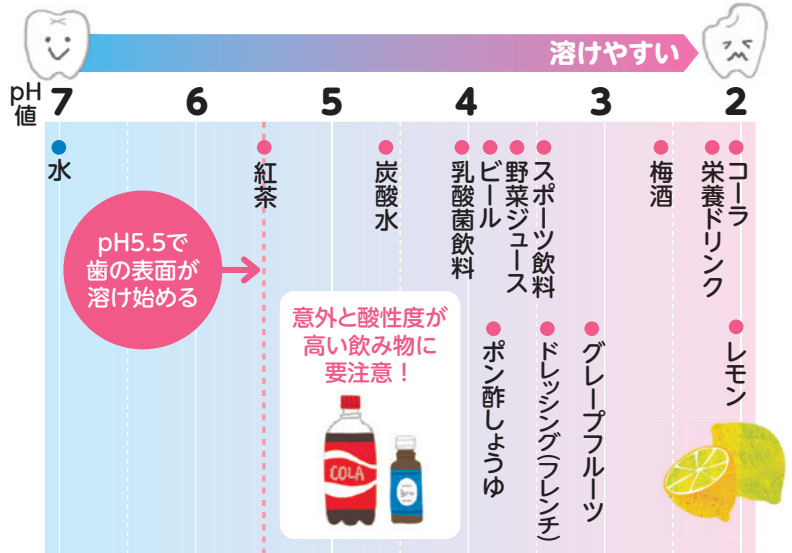 溶けやすい
pH値 7 6 5 4 3 2
水
紅茶
炭酸水
乳酸菌飲料
ビール
野菜ジュース
スポーツ飲料
梅酒
栄養ドリンク
コーラ
pH5.5で
歯の表面が
溶け始める
意外と酸性度が
高い飲み物に
要注意！
COLA
ポン酢しょうゆ
ドレッシング(フレンチ)
グレープフルーツ
レモン